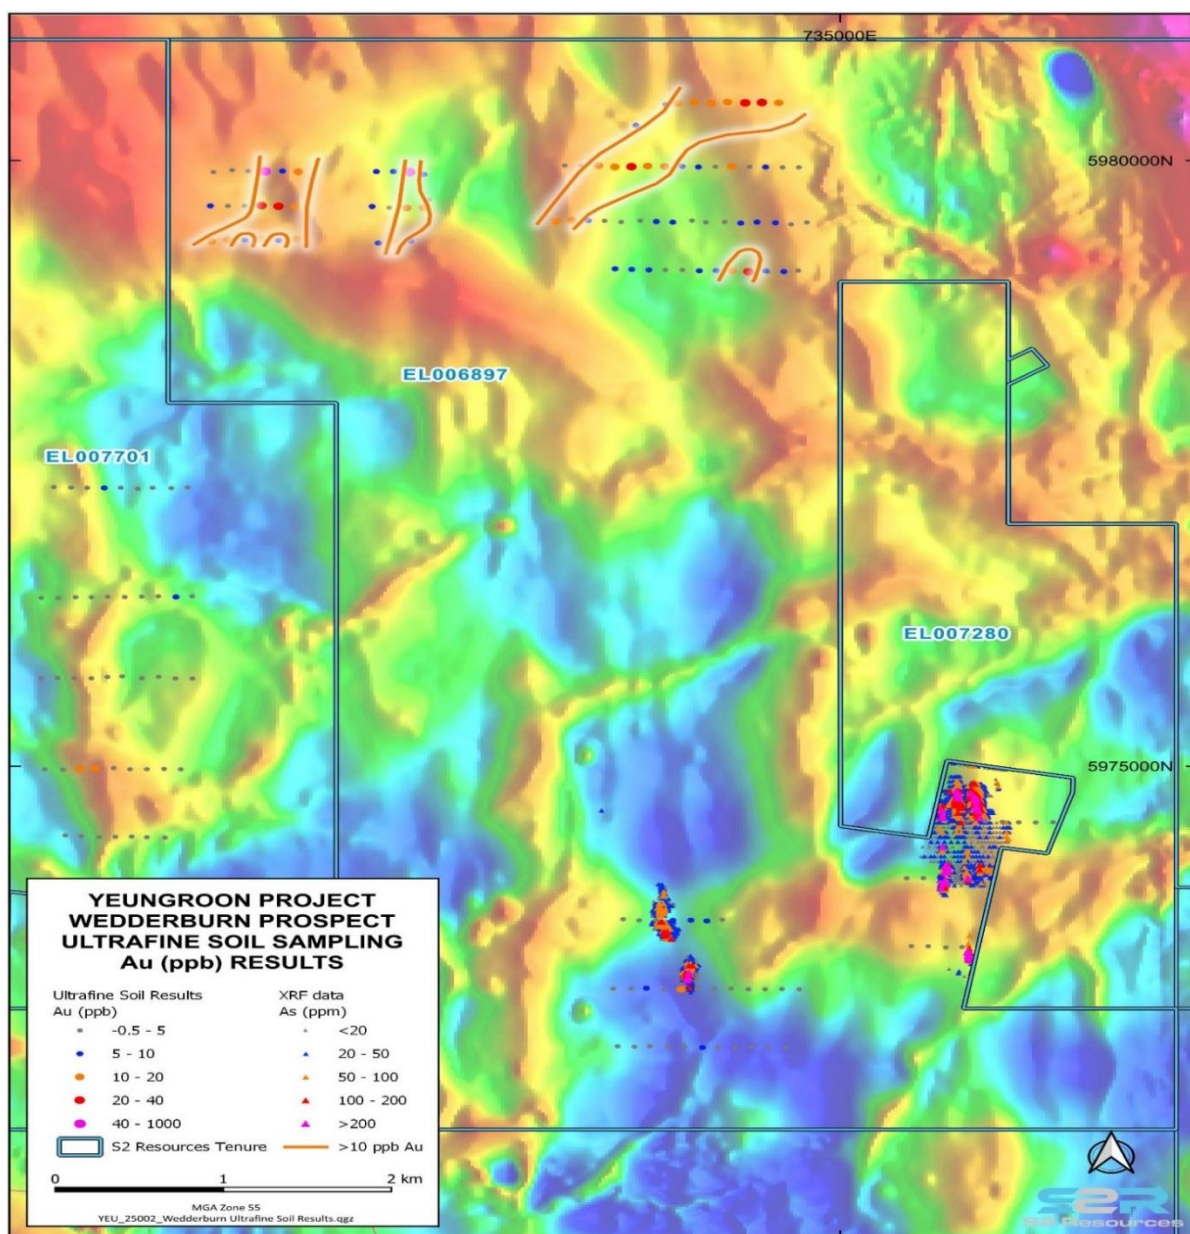 735000E
5980000N
EL006897
EL007701
EL007280
5975000N
YEUNGROON PROJECT
WEDDERBURN PROSPECT
ULTRAFINE SOIL SAMPLING
Au (ppb) RESULTS
Ultrafine Soil Results XRF data
Au (ppb) As (ppm)
-0.5 - 5 <20
5 - 10 20 - 50
10 - 20 50 - 100
20 - 40 100 - 200
40 - 1000 >200
S2 Resources Tenure >10 ppb Au
0 1 2 km
MGA Zone 55
YEU_25002_Wedderburn Ultrafine Soil Results.qgz
S2R
S2 Resources